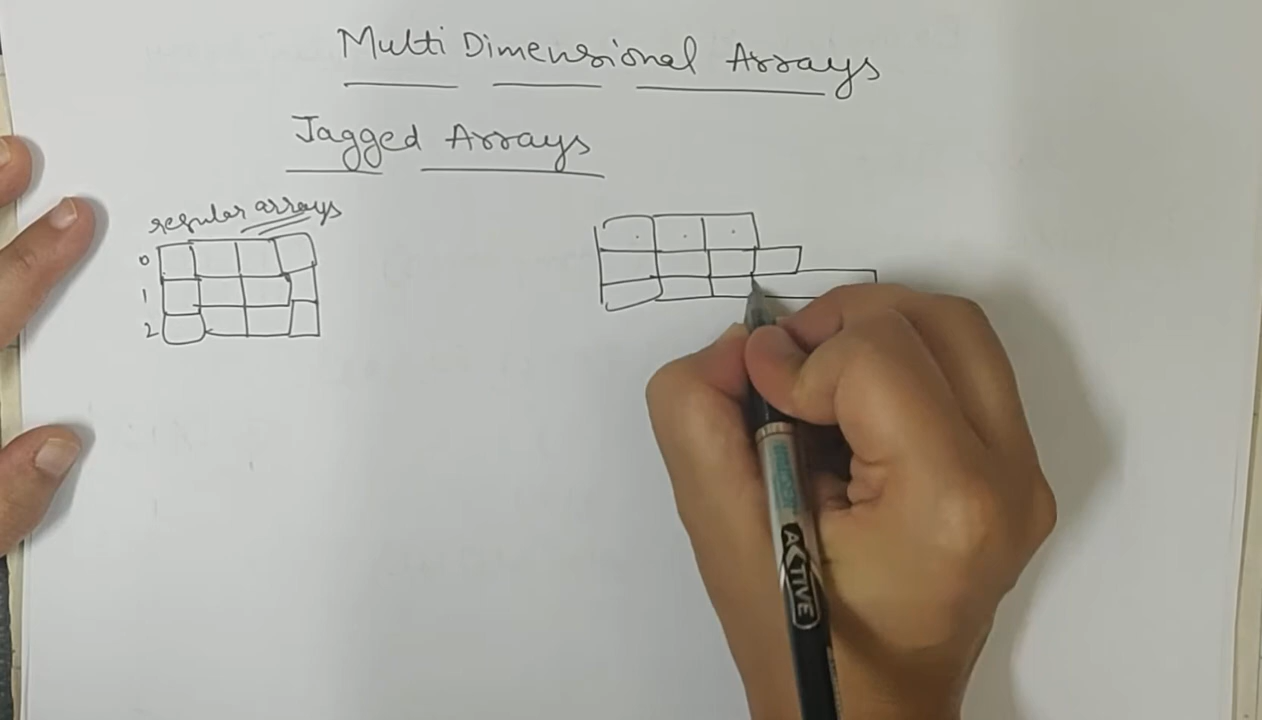 Multi Dimensional Arrays
Jagged Arrays
regular arrays
0
1
2
ACTIVE